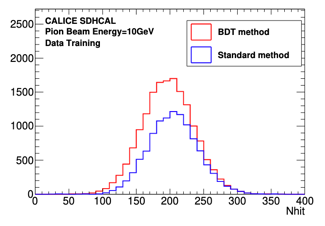 CALICE SDHCAL
Pion Beam Energy=10GeV
Data Training
BDT method
Standard method
2500
2000
1500
1000
500
0
0 50 100 150 200 250 300 350 400
Nhit